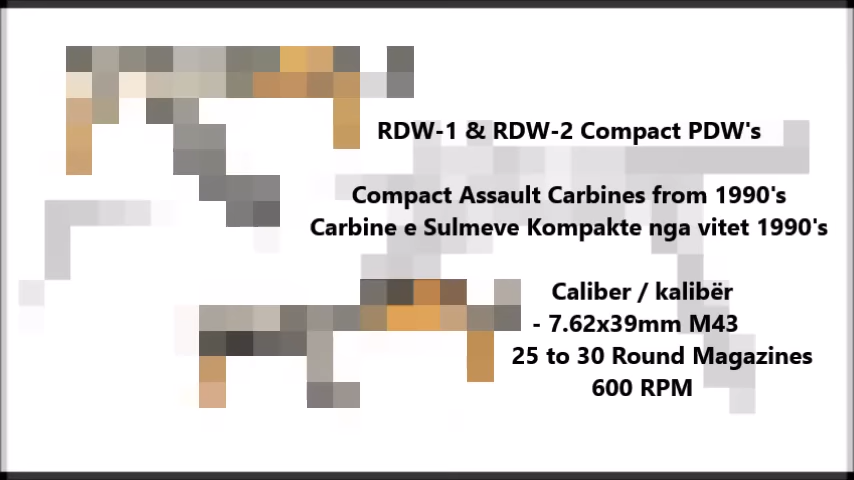 RDW-1 & RDW-2 Compact PDW's
Compact Assault Carbines from 1990's
Carbine e Sulmeve Kompakte nga vitet 1990's
Caliber / kalibër
- 7.62x39mm M43
25 to 30 Round Magazines
600 RPM